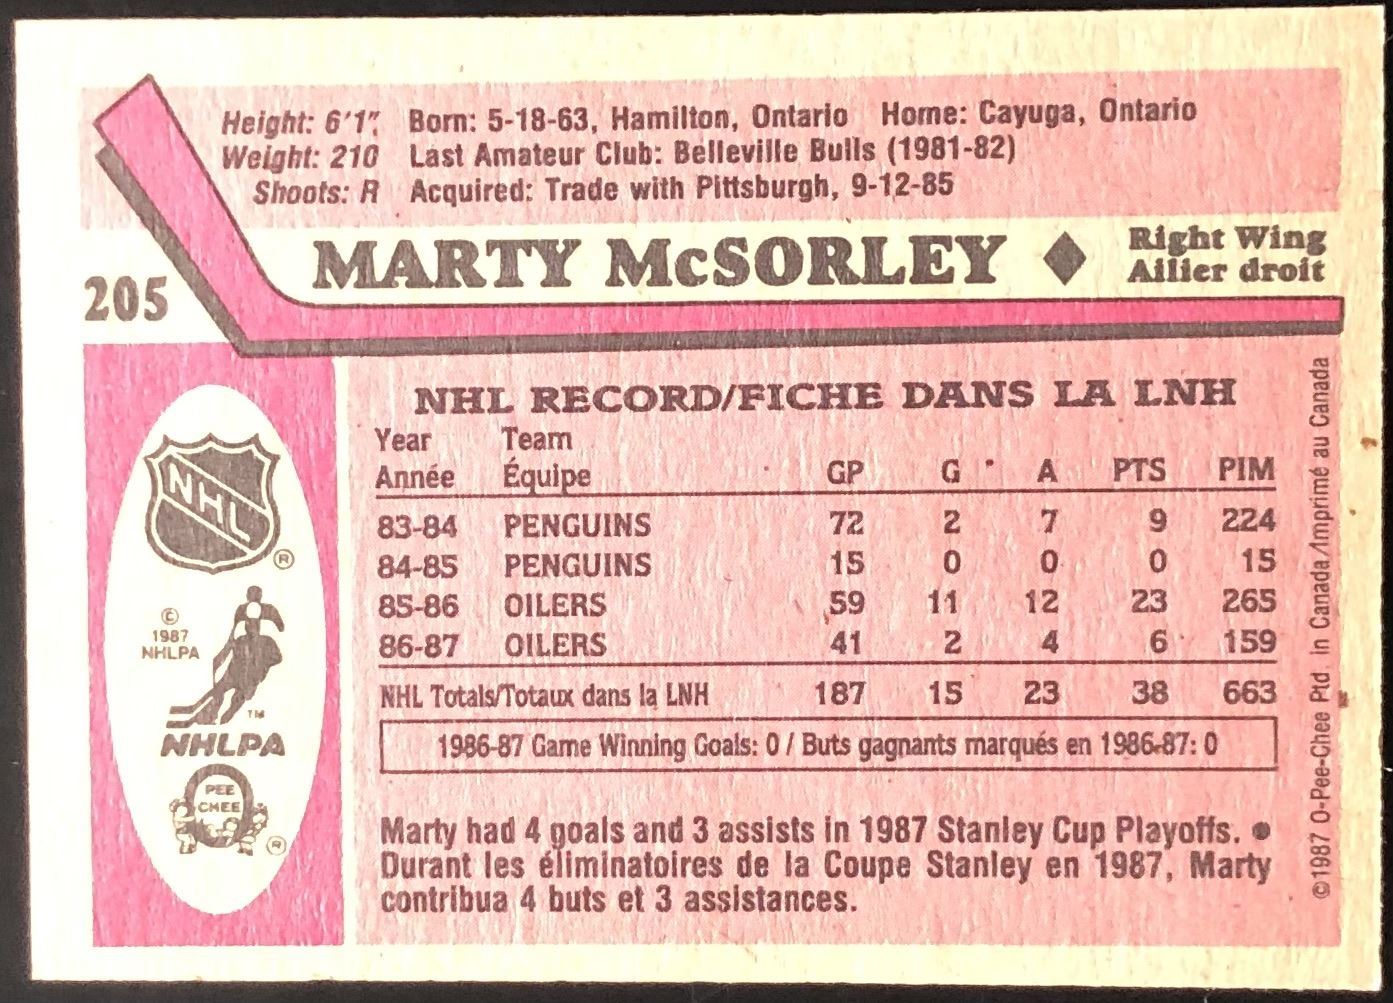 Height: 6'1" Born: 5-18-63, Hamilton, Ontario Home: Cayuga, Ontario
Weight: 210 Last Amateur Club: Belleville Bulls (1981-82)
Shoots: R Acquired: Trade with Pittsburgh, 9-12-85
205
MARTY McSORLEY ♦ Right Wing
Ailier droit
NHL RECORD/FICHE DANS LA LNH
Year Team
Année Équipe GP G A PTS PIM
83-84 PENGUINS 72 2 7 9 224
84-85 PENGUINS 15 0 0 0 15
85-86 OILERS 59 11 12 23 265
86-87 OILERS 41 2 4 6 159
NHL Totals/Totaux dans la LNH 187 15 23 38 663
1986-87 Game Winning Goals: 0 / Buts gagnants marqués en 1986-87: 0
Marty had 4 goals and 3 assists in 1987 Stanley Cup Playoffs. ●
Durant les éliminatoires de la Coupe Stanley en 1987, Marty
contribua 4 buts et 3 assistances.
NHL
®
©
1987
NHLPA
TM
NHLPA
PEE
CHEE
®
©1987 O-Pee-Chee Ptd. in Canada/Imprimé au Canada